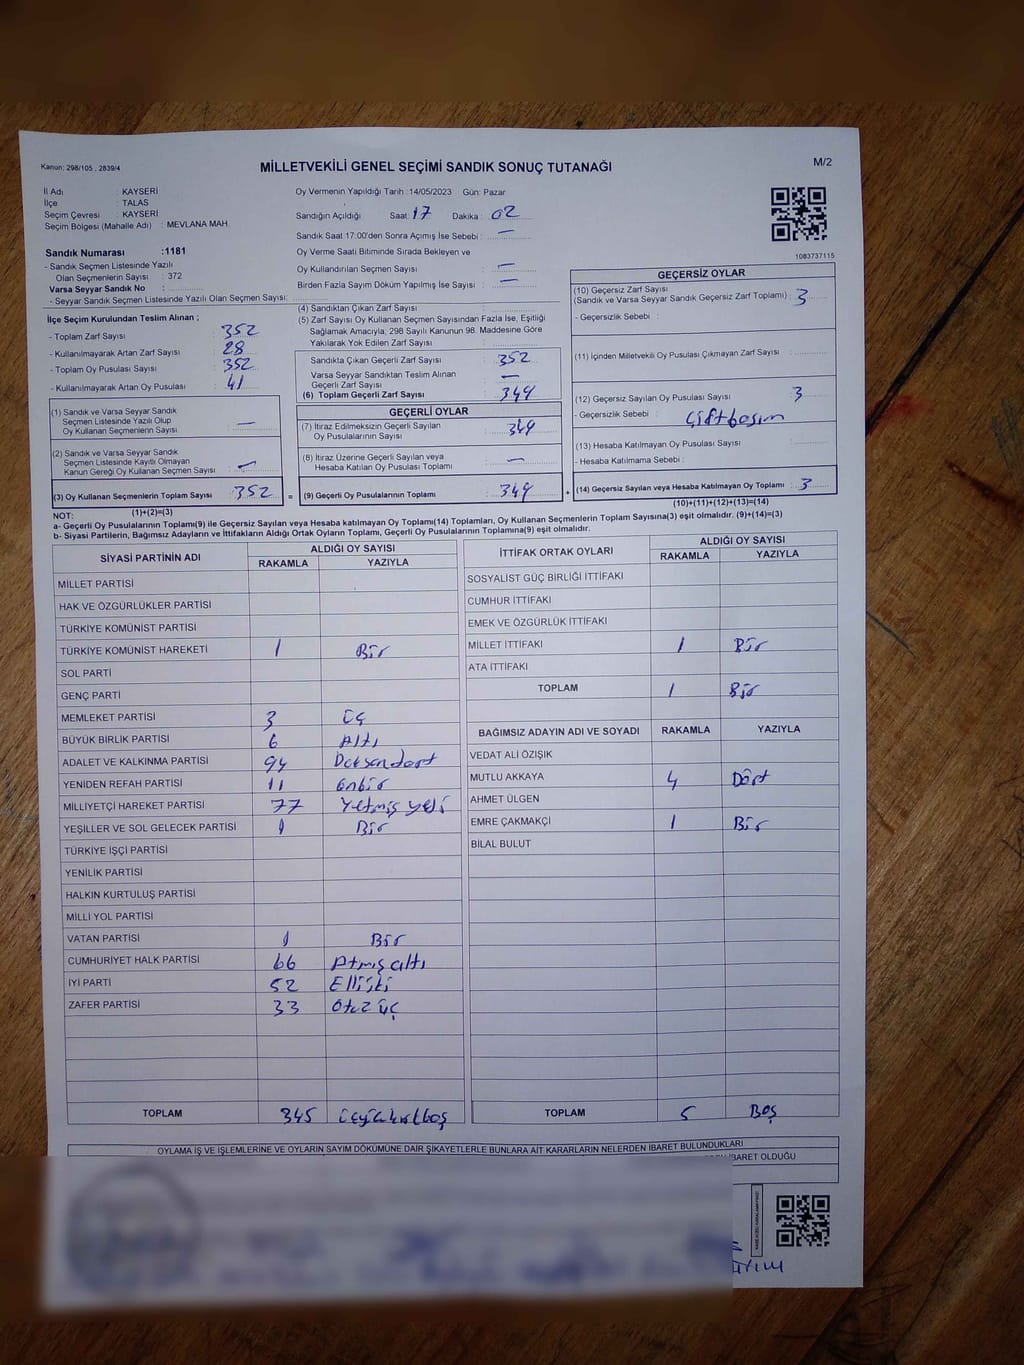 Kanun: 298/105 , 2839/4
MİLLETVEKİLİ GENEL SEÇİMİ SANDIK SONUÇ TUTANAĞI
M/2
İl Adı : KAYSERİ
İlçe : TALAS
Seçim Çevresi : KAYSERİ
Seçim Bölgesi (Mahalle Adı) : MEVLANA MAH.
Oy Vermenin Yapıldığı Tarih : 14/05/2023 Gün: Pazar
Sandığın Açıldığı Saat: 17 Dakika : 02
Sandık Saat 17:00'den Sonra Açılmış İse Sebebi : —
Oy Verme Saati Bitiminde Sırada Bekleyen ve
Oy Kullandırılan Seçmen Sayısı : —
Birden Fazla Sayım Döküm Yapılmış İse Sayısı : —
1083737115
Sandık Numarası :1181
- Sandık Seçmen Listesinde Yazılı
Olan Seçmenlerin Sayısı : 372
Varsa Seyyar Sandık No :
- Seyyar Sandık Seçmen Listesinde Yazılı Olan Seçmen Sayısı:
İlçe Seçim Kurulundan Teslim Alınan ;
- Toplam Zarf Sayısı : 352
- Kullanılmayarak Artan Zarf Sayısı : 28
- Toplam Oy Pusulası Sayısı : 352
- Kullanılmayarak Artan Oy Pusulası : 41
(4) Sandıktan Çıkan Zarf Sayısı :
(5) Zarf Sayısı Oy Kullanan Seçmen Sayısından Fazla İse, Eşitliği
Sağlamak Amacıyla, 298 Sayılı Kanunun 98. Maddesine Göre
Yakılarak Yok Edilen Zarf Sayısı :
Sandıkta Çıkan Geçerli Zarf Sayısı : 352
Varsa Seyyar Sandıktan Teslim Alınan
Geçerli Zarf Sayısı : —
(6) Toplam Geçerli Zarf Sayısı : 349
GEÇERSİZ OYLAR
(10) Geçersiz Zarf Sayısı
(Sandık ve Varsa Seyyar Sandık Geçersiz Zarf Toplamı) : 3
- Geçersizlik Sebebi :
(11) İçinden Milletvekili Oy Pusulası Çıkmayan Zarf Sayısı :
(12) Geçersiz Sayılan Oy Pusulası Sayısı : 3
- Geçersizlik Sebebi : Çift basım
(13) Hesaba Katılmayan Oy Pusulası Sayısı :
- Hesaba Katılmama Sebebi :
(14) Geçersiz Sayılan veya Hesaba Katılmayan Oy Toplamı : 3
(10)+(11)+(12)+(13)=(14)
(1) Sandık ve Varsa Seyyar Sandık
Seçmen Listesinde Yazılı Olup
Oy Kullanan Seçmenlerin Sayısı : —
(2) Sandık ve Varsa Seyyar Sandık
Seçmen Listesinde Kayıtlı Olmayan
Kanun Gereği Oy Kullanan Seçmen Sayısı : —
(3) Oy Kullanan Seçmenlerin Toplam Sayısı : 352 =
(1)+(2)=(3)
GEÇERLİ OYLAR
(7) İtiraz Edilmeksizin Geçerli Sayılan
Oy Pusulalarının Sayısı : 349
(8) İtiraz Üzerine Geçerli Sayılan veya
Hesaba Katılan Oy Pusulası Toplamı : —
(9) Geçerli Oy Pusulalarının Toplamı : 349 +
NOT:
a- Geçerli Oy Pusulalarının Toplamı(9) ile Geçersiz Sayılan veya Hesaba katılmayan Oy Toplamı(14) Toplamları, Oy Kullanan Seçmenlerin Toplam Sayısına(3) eşit olmalıdır. (9)+(14)=(3)
b- Siyasi Partilerin, Bağımsız Adayların ve İttifakların Aldığı Ortak Oyların Toplamı, Geçerli Oy Pusulalarının Toplamına(9) eşit olmalıdır.
SİYASİ PARTİNİN ADI
ALDIĞI OY SAYISI
RAKAMLA YAZIYLA
MİLLET PARTİSİ
HAK VE ÖZGÜRLÜKLER PARTİSİ
TÜRKİYE KOMÜNİST PARTİSİ
TÜRKİYE KOMÜNİST HAREKETİ 1 Bir
SOL PARTİ
GENÇ PARTİ
MEMLEKET PARTİSİ 3 Üç
BÜYÜK BİRLİK PARTİSİ 6 Altı
ADALET VE KALKINMA PARTİSİ 94 Doksandört
YENİDEN REFAH PARTİSİ 11 Onbir
MİLLİYETÇİ HAREKET PARTİSİ 77 Yetmiş yedi
YEŞİLLER VE SOL GELECEK PARTİSİ 1 Bir
TÜRKİYE İŞÇİ PARTİSİ
YENİLİK PARTİSİ
HALKIN KURTULUŞ PARTİSİ
MİLLİ YOL PARTİSİ
VATAN PARTİSİ 1 Bir
CUMHURİYET HALK PARTİSİ 66 Atmış altı
İYİ PARTİ 52 Elliiki
ZAFER PARTİSİ 33 Otuz üç
TOPLAM 345
İTTİFAK ORTAK OYLARI
ALDIĞI OY SAYISI
RAKAMLA YAZIYLA
SOSYALİST GÜÇ BİRLİĞİ İTTİFAKI
CUMHUR İTTİFAKI
EMEK VE ÖZGÜRLÜK İTTİFAKI
MİLLET İTTİFAKI 1 Bir
ATA İTTİFAKI
TOPLAM 1 Bir
BAĞIMSIZ ADAYIN ADI VE SOYADI RAKAMLA YAZIYLA
VEDAT ALİ ÖZIŞIK
MUTLU AKKAYA 4 Dört
AHMET ÜLGEN
EMRE ÇAKMAKÇI 1 Bir
BİLAL BULUT
TOPLAM 5 Boş
OYLAMA İŞ VE İŞLEMLERİNE VE OYLARIN SAYIM DÖKÜMÜNE DAİR ŞİKAYETLERLE BUNLARA AİT KARARLARIN NELERDEN İBARET BULUNDUKLARI
İBARET OLDUĞU